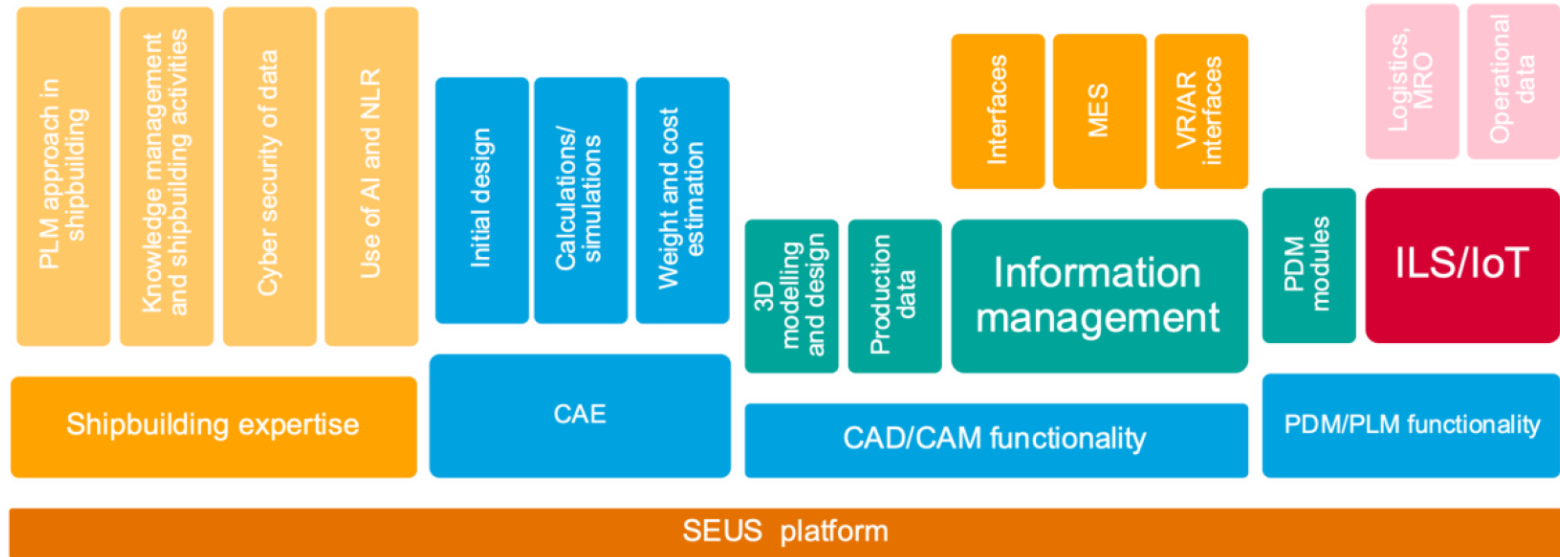 PLM approach in
shipbuilding
Knowledge management
and shipbuilding activities
Cyber security of data
Use of AI and NLR
Shipbuilding expertise
Initial design
Calculations/
simulations
Weight and cost
estimation
CAE
3D
modelling
and design
Production
data
Interfaces
MES
VR/AR
interfaces
Information
management
CAD/CAM functionality
PDM
modules
Logistics,
MRO
Operational
data
ILS/IoT
PDM/PLM functionality
SEUS platform